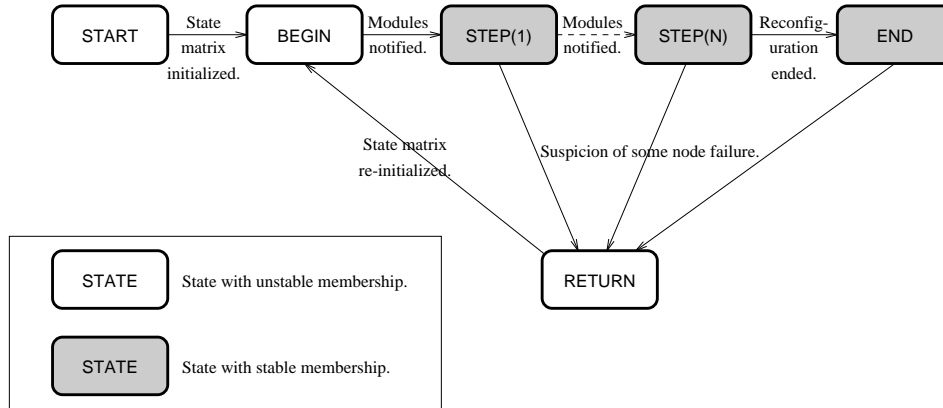 START
State
matrix
initialized.
BEGIN
Modules
notified.
STEP(1)
Modules
notified.
STEP(N)
Reconfig-
uration
ended.
END
State matrix
re-initialized.
Suspicion of some node failure.
RETURN
STATE
State with unstable membership.
STATE
State with stable membership.